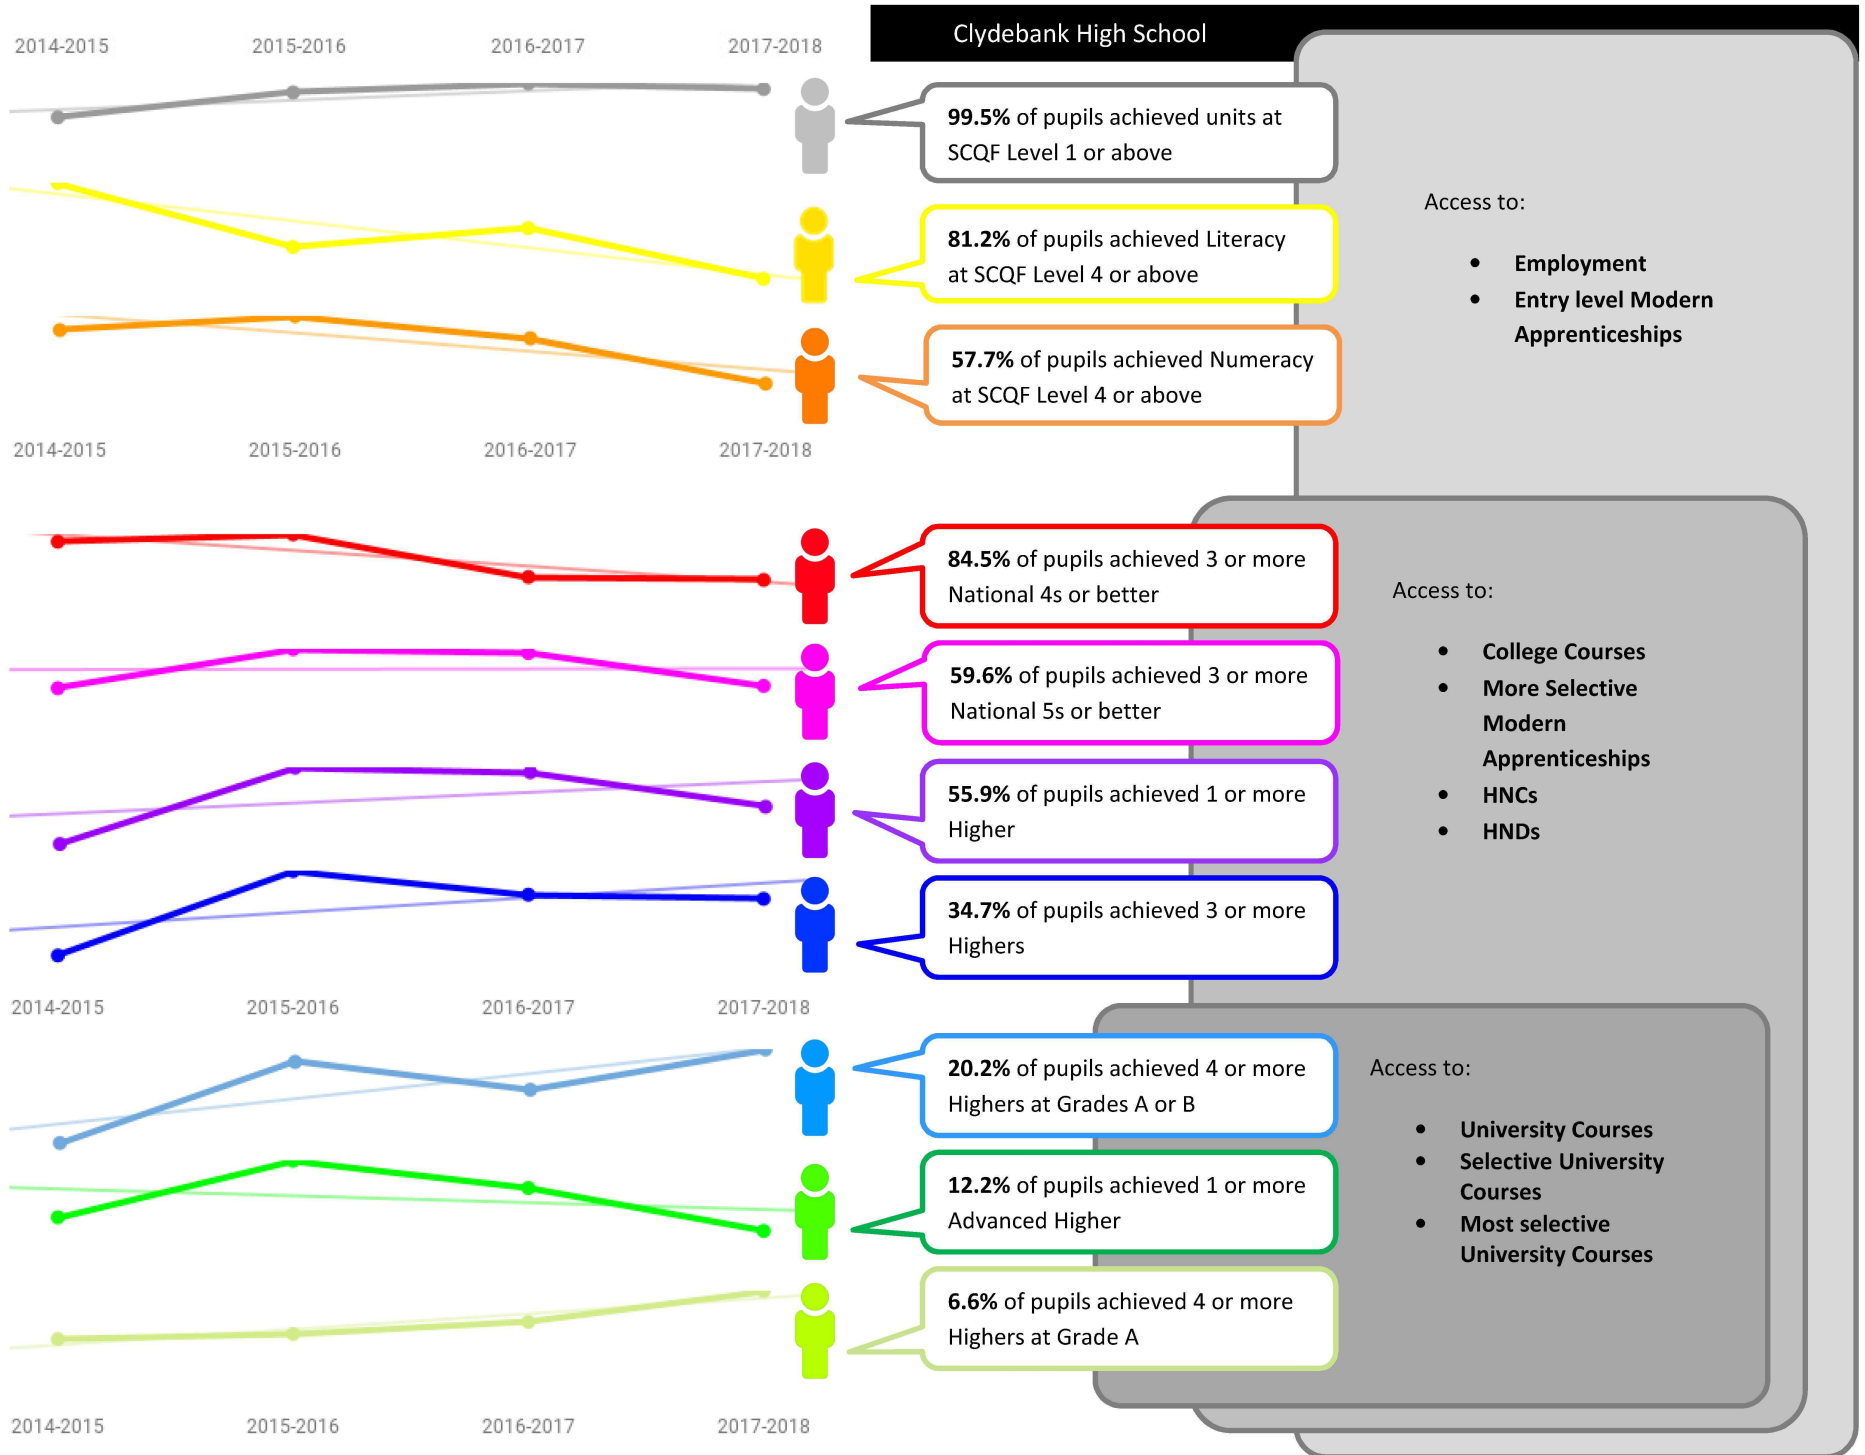 Clydebank High School
2014-2015 2015-2016 2016-2017 2017-2018
99.5% of pupils achieved units at
SCQF Level 1 or above
81.2% of pupils achieved Literacy
at SCQF Level 4 or above
57.7% of pupils achieved Numeracy
at SCQF Level 4 or above
Access to:
• Employment
• Entry level Modern
Apprenticeships
2014-2015 2015-2016 2016-2017 2017-2018
84.5% of pupils achieved 3 or more
National 4s or better
59.6% of pupils achieved 3 or more
National 5s or better
55.9% of pupils achieved 1 or more
Higher
34.7% of pupils achieved 3 or more
Highers
Access to:
• College Courses
• More Selective
Modern
Apprenticeships
• HNCs
• HNDs
2014-2015 2015-2016 2016-2017 2017-2018
20.2% of pupils achieved 4 or more
Highers at Grades A or B
12.2% of pupils achieved 1 or more
Advanced Higher
6.6% of pupils achieved 4 or more
Highers at Grade A
Access to:
• University Courses
• Selective University
Courses
• Most selective
University Courses
2014-2015 2015-2016 2016-2017 2017-2018